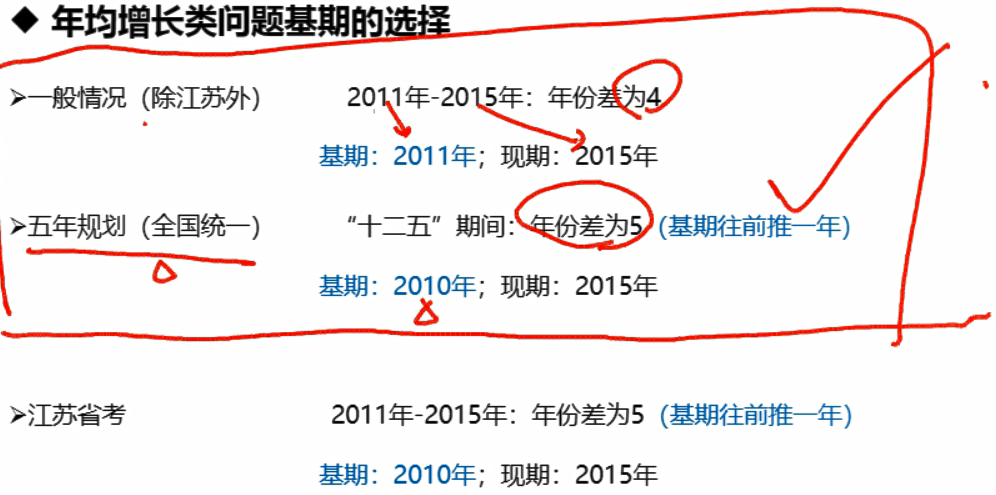 ◆ 年均增长类问题基期的选择
➢一般情况（除江苏外） 2011年-2015年：年份差为4
基期：2011年；现期：2015年
➢五年规划（全国统一） “十二五”期间：年份差为5（基期往前推一年）
基期：2010年；现期：2015年
➢江苏省考 2011年-2015年：年份差为5（基期往前推一年）
基期：2010年；现期：2015年